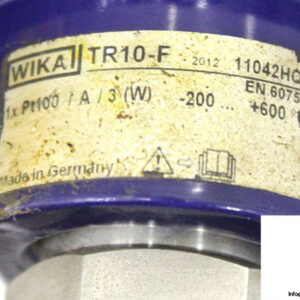 WIKA TR10-F 2012 11042HC
1x Pt100 / A / 3 (W) -200 ... +600
EN 6075
Made in Germany